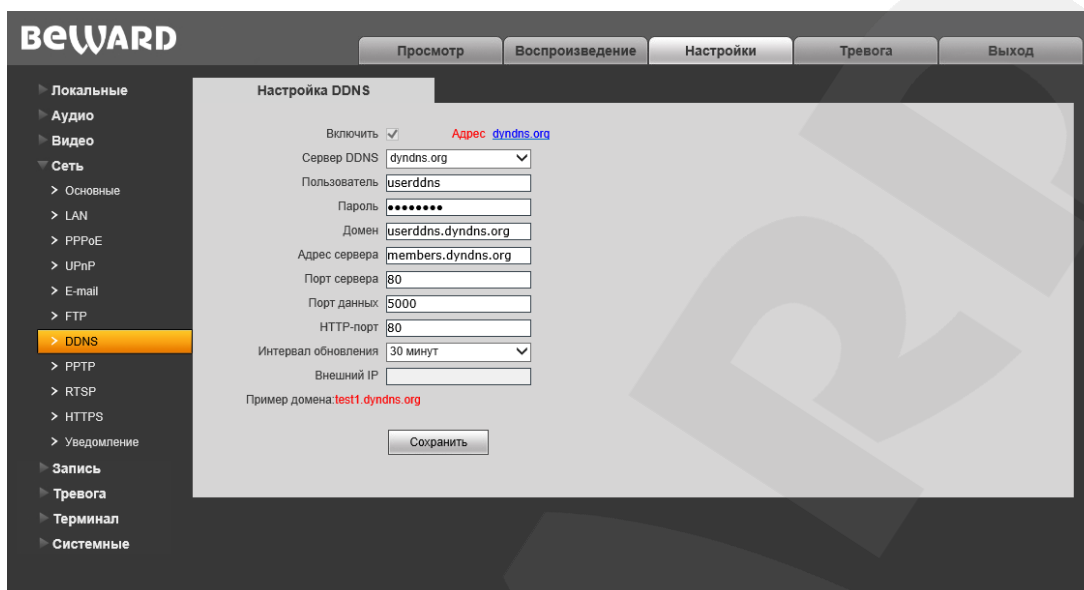 BEWARD
Просмотр Воспроизведение Настройки Тревога Выход
Локальные
Аудио
Видео
Сеть
> Основные
> LAN
> PPPoE
> UPnP
> E-mail
> FTP
> DDNS
> PPTP
> RTSP
> HTTPS
> Уведомление
Запись
Тревога
Терминал
Системные
Настройка DDNS
Включить Адрес dyndns.org
Сервер DDNS dyndns.org
Пользователь userddns
Пароль ●●●●●●●●
Домен userddns.dyndns.org
Адрес сервера members.dyndns.org
Порт сервера 80
Порт данных 5000
HTTP-порт 80
Интервал обновления 30 минут
Внешний IP
Пример домена:test1.dyndns.org
Сохранить